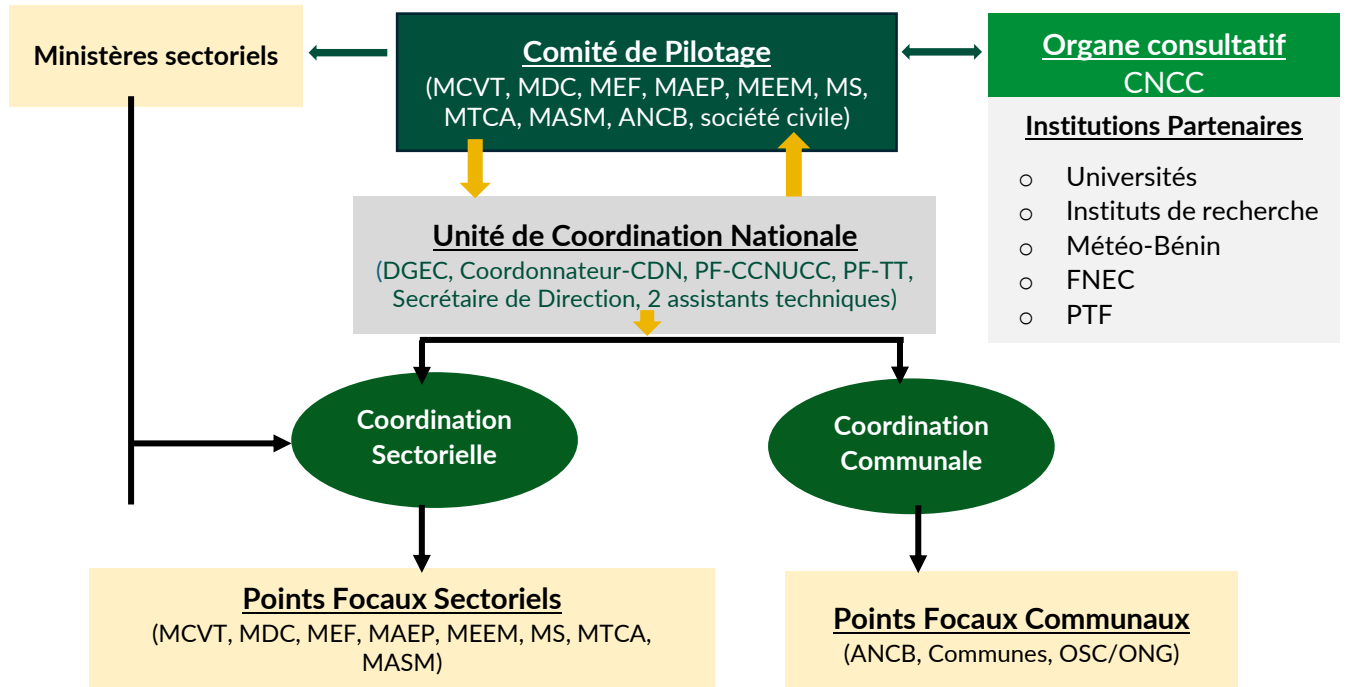 Ministères sectoriels
Comité de Pilotage
(MCVT, MDC, MEF, MAEP, MEEM, MS,
MTCA, MASM, ANCB, société civile)
Organe consultatif
CNCC
Institutions Partenaires
o Universités
o Instituts de recherche
o Météo-Bénin
o FNEC
o PTF
Unité de Coordination Nationale
(DGEC, Coordonnateur-CDN, PF-CCNUCC, PF-TT,
Secrétaire de Direction, 2 assistants techniques)
Coordination
Sectorielle
Coordination
Communale
Points Focaux Sectoriels
(MCVT, MDC, MEF, MAEP, MEEM, MS, MTCA,
MASM)
Points Focaux Communaux
(ANCB, Communes, OSC/ONG)